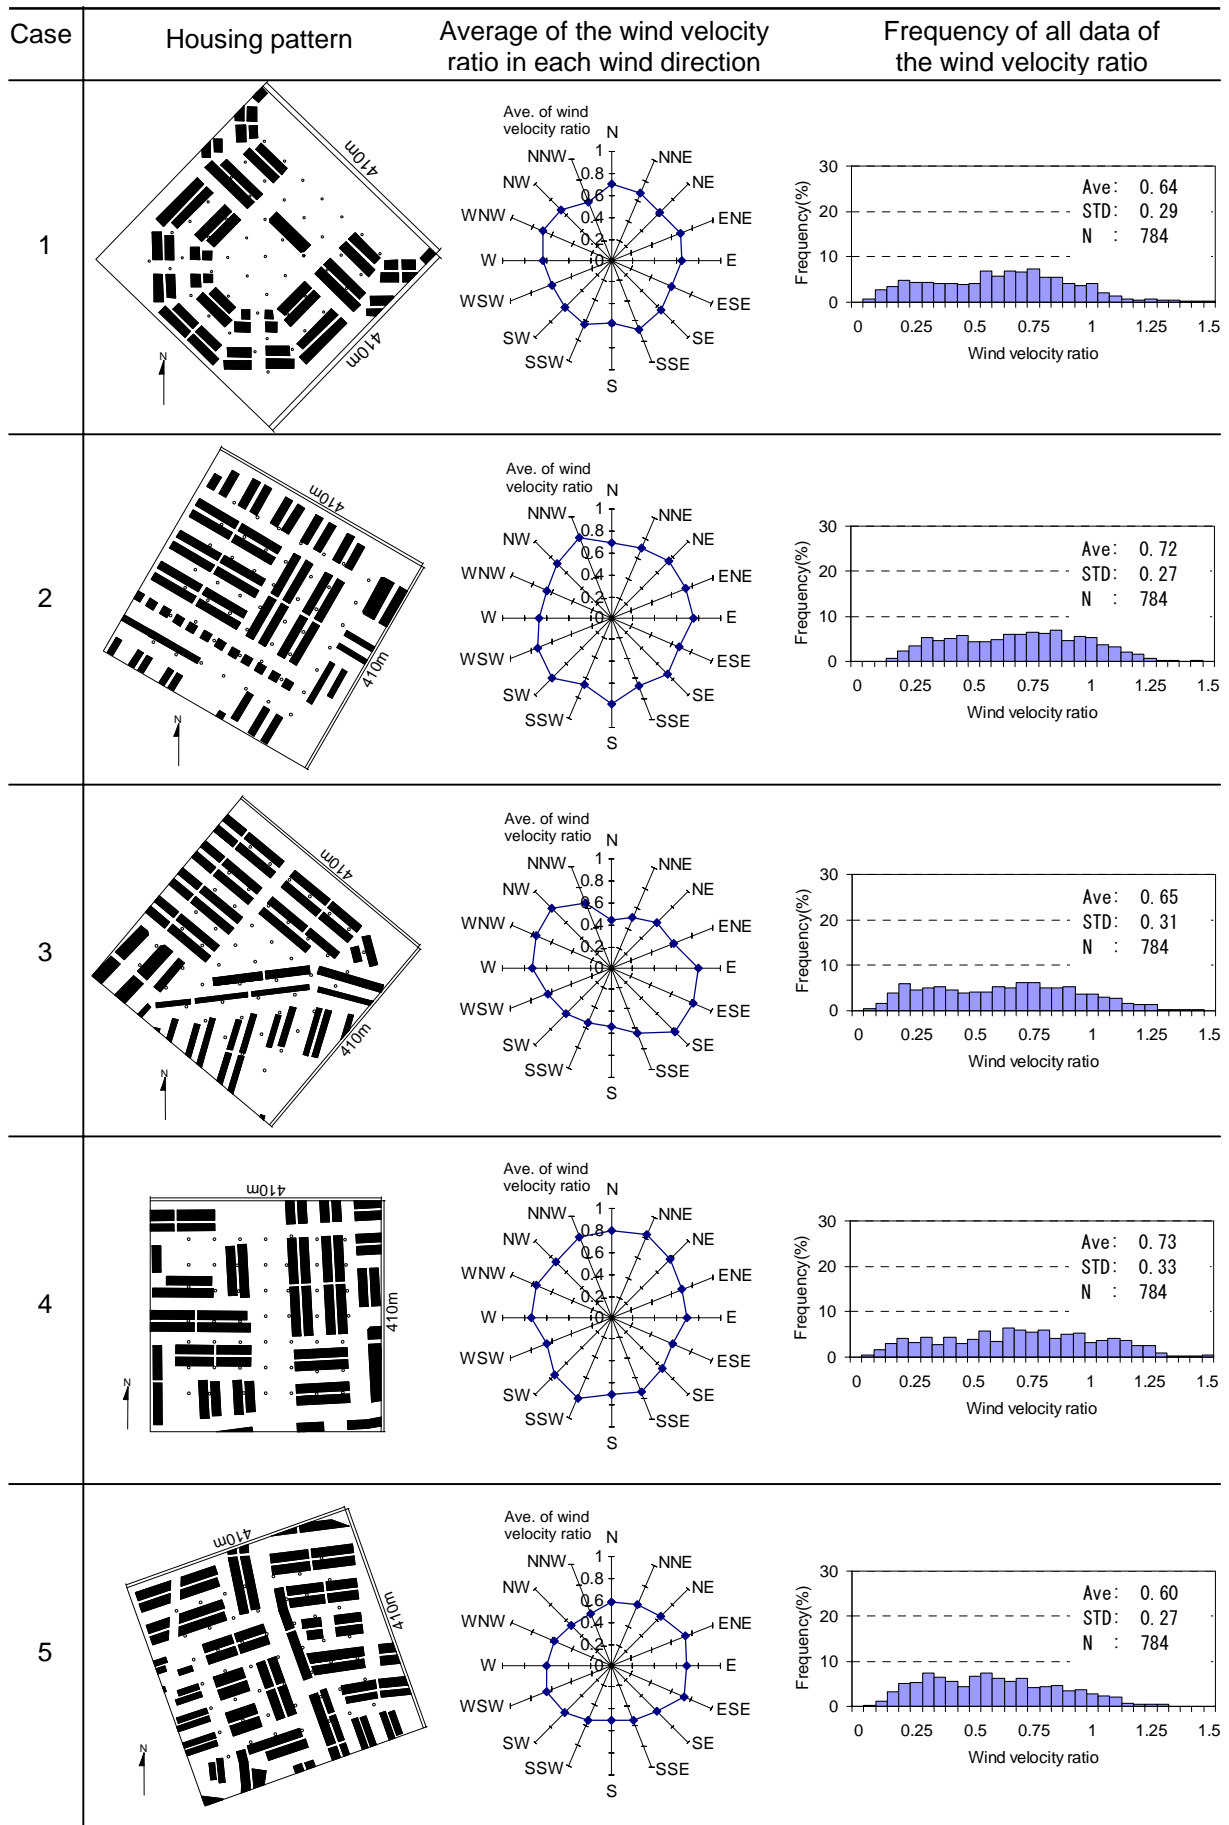 Case
Housing pattern
Average of the wind velocity
ratio in each wind direction
Frequency of all data of
the wind velocity ratio
1
410m
410m
N
Ave. of wind
velocity ratio
N
NNE
NE
ENE
E
ESE
SE
SSE
S
SSW
SW
WSW
W
WNW
NW
NNW
1
0.8
0.6
0.4
0.2
0
Frequency(%)
30
20
10
0
Ave: 0.64
STD: 0.29
N : 784
0 0.25 0.5 0.75 1 1.25 1.5
Wind velocity ratio
2
410m
410m
N
Ave. of wind
velocity ratio
N
NNE
NE
ENE
E
ESE
SE
SSE
S
SSW
SW
WSW
W
WNW
NW
NNW
1
0.8
0.6
0.4
0.2
0
Frequency(%)
30
20
10
0
Ave: 0.72
STD: 0.27
N : 784
0 0.25 0.5 0.75 1 1.25 1.5
Wind velocity ratio
3
410m
410m
N
Ave. of wind
velocity ratio
N
NNE
NE
ENE
E
ESE
SE
SSE
S
SSW
SW
WSW
W
WNW
NW
NNW
1
0.8
0.6
0.4
0.2
0
Frequency(%)
30
20
10
0
Ave: 0.65
STD: 0.31
N : 784
0 0.25 0.5 0.75 1 1.25 1.5
Wind velocity ratio
4
410m
410m
N
Ave. of wind
velocity ratio
N
NNE
NE
ENE
E
ESE
SE
SSE
S
SSW
SW
WSW
W
WNW
NW
NNW
1
0.8
0.6
0.4
0.2
0
Frequency(%)
30
20
10
0
Ave: 0.73
STD: 0.33
N : 784
0 0.25 0.5 0.75 1 1.25 1.5
Wind velocity ratio
5
410m
410m
N
Ave. of wind
velocity ratio
N
NNE
NE
ENE
E
ESE
SE
SSE
S
SSW
SW
WSW
W
WNW
NW
NNW
1
0.8
0.6
0.4
0.2
0
Frequency(%)
30
20
10
0
Ave: 0.60
STD: 0.27
N : 784
0 0.25 0.5 0.75 1 1.25 1.5
Wind velocity ratio